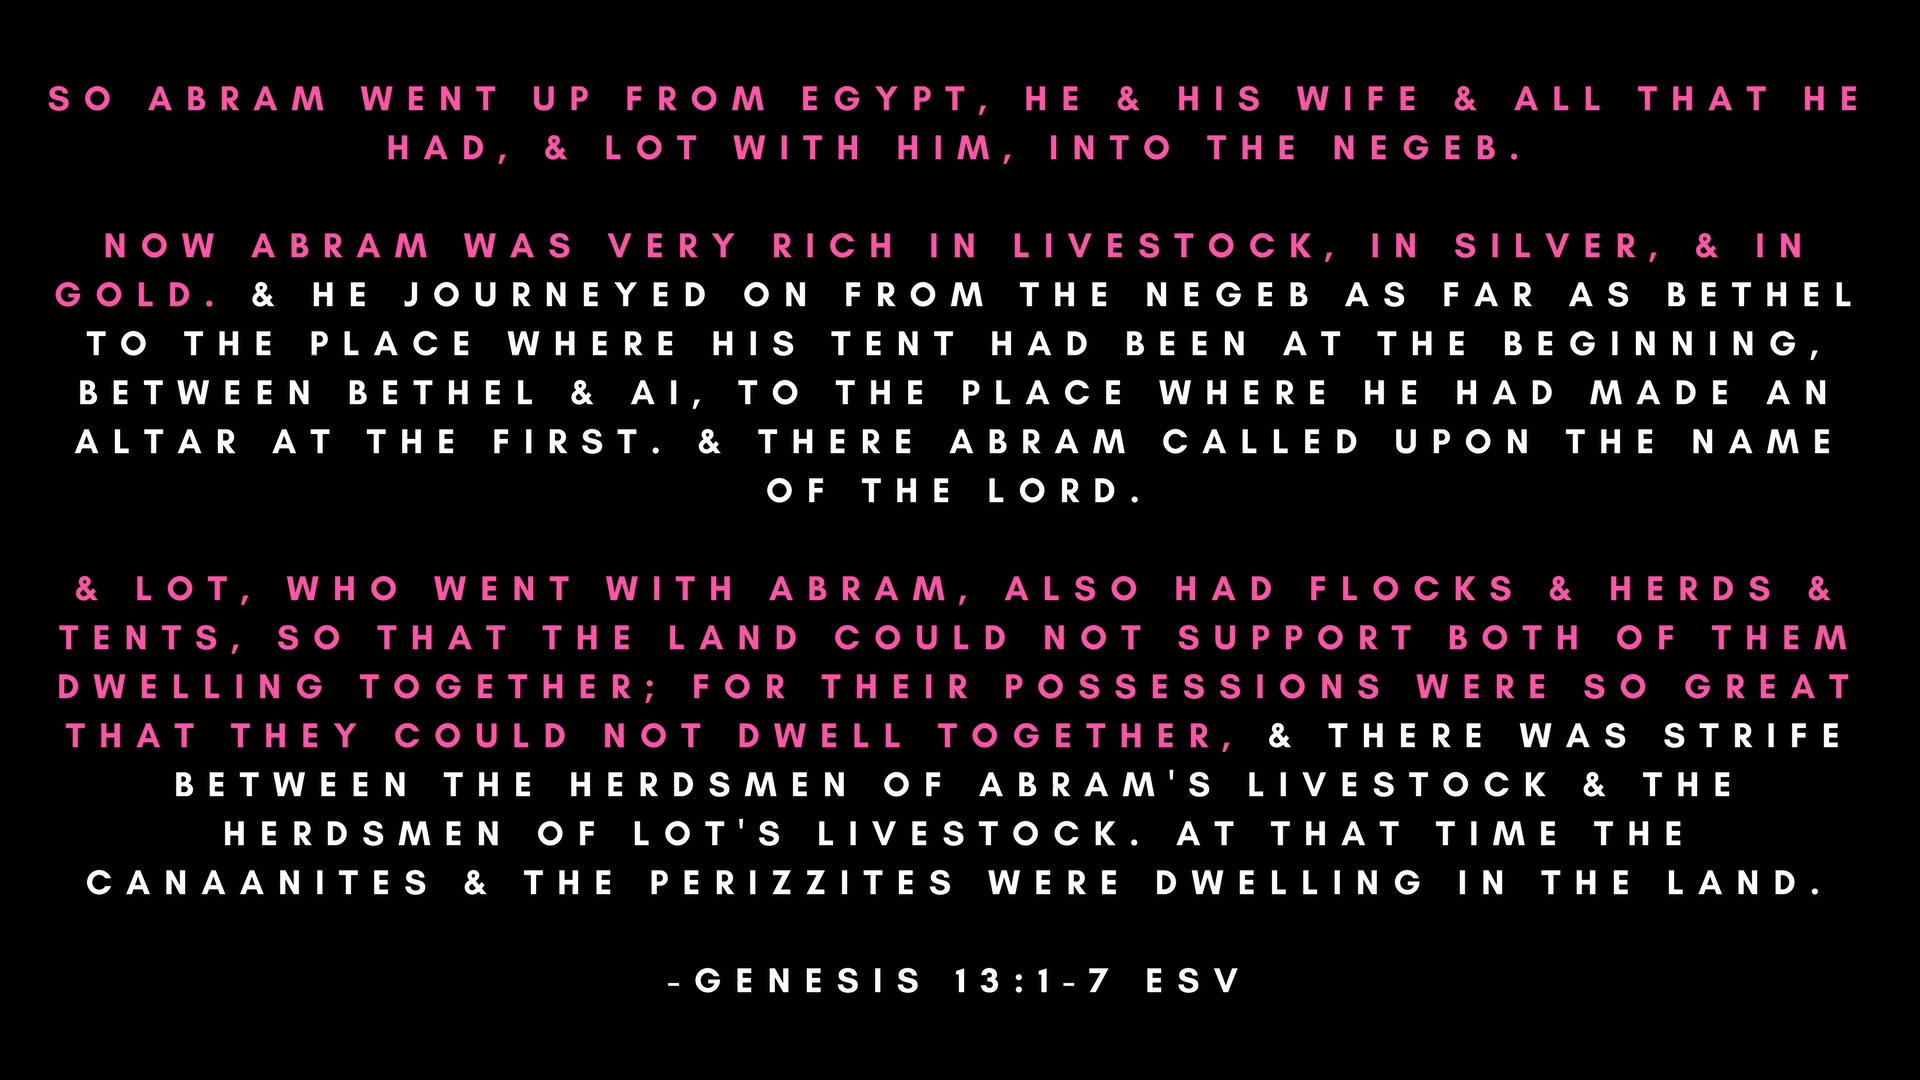 SO ABRAM WENT UP FROM EGYPT, HE & HIS WIFE & ALL THAT HE
HAD, & LOT WITH HIM, INTO THE NEGEB.
NOW ABRAM WAS VERY RICH IN LIVESTOCK, IN SILVER, & IN
GOLD. & HE JOURNEYED ON FROM THE NEGEB AS FAR AS BETHEL
TO THE PLACE WHERE HIS TENT HAD BEEN AT THE BEGINNING,
BETWEEN BETHEL & AI, TO THE PLACE WHERE HE HAD MADE AN
ALTAR AT THE FIRST. & THERE ABRAM CALLED UPON THE NAME
OF THE LORD.
& LOT, WHO WENT WITH ABRAM, ALSO HAD FLOCKS & HERDS &
TENTS, SO THAT THE LAND COULD NOT SUPPORT BOTH OF THEM
DWELLING TOGETHER; FOR THEIR POSSESSIONS WERE SO GREAT
THAT THEY COULD NOT DWELL TOGETHER, & THERE WAS STRIFE
BETWEEN THE HERDSMEN OF ABRAM'S LIVESTOCK & THE
HERDSMEN OF LOT'S LIVESTOCK. AT THAT TIME THE
CANAANITES & THE PERIZZITES WERE DWELLING IN THE LAND.
-GENESIS 13:1-7 ESV